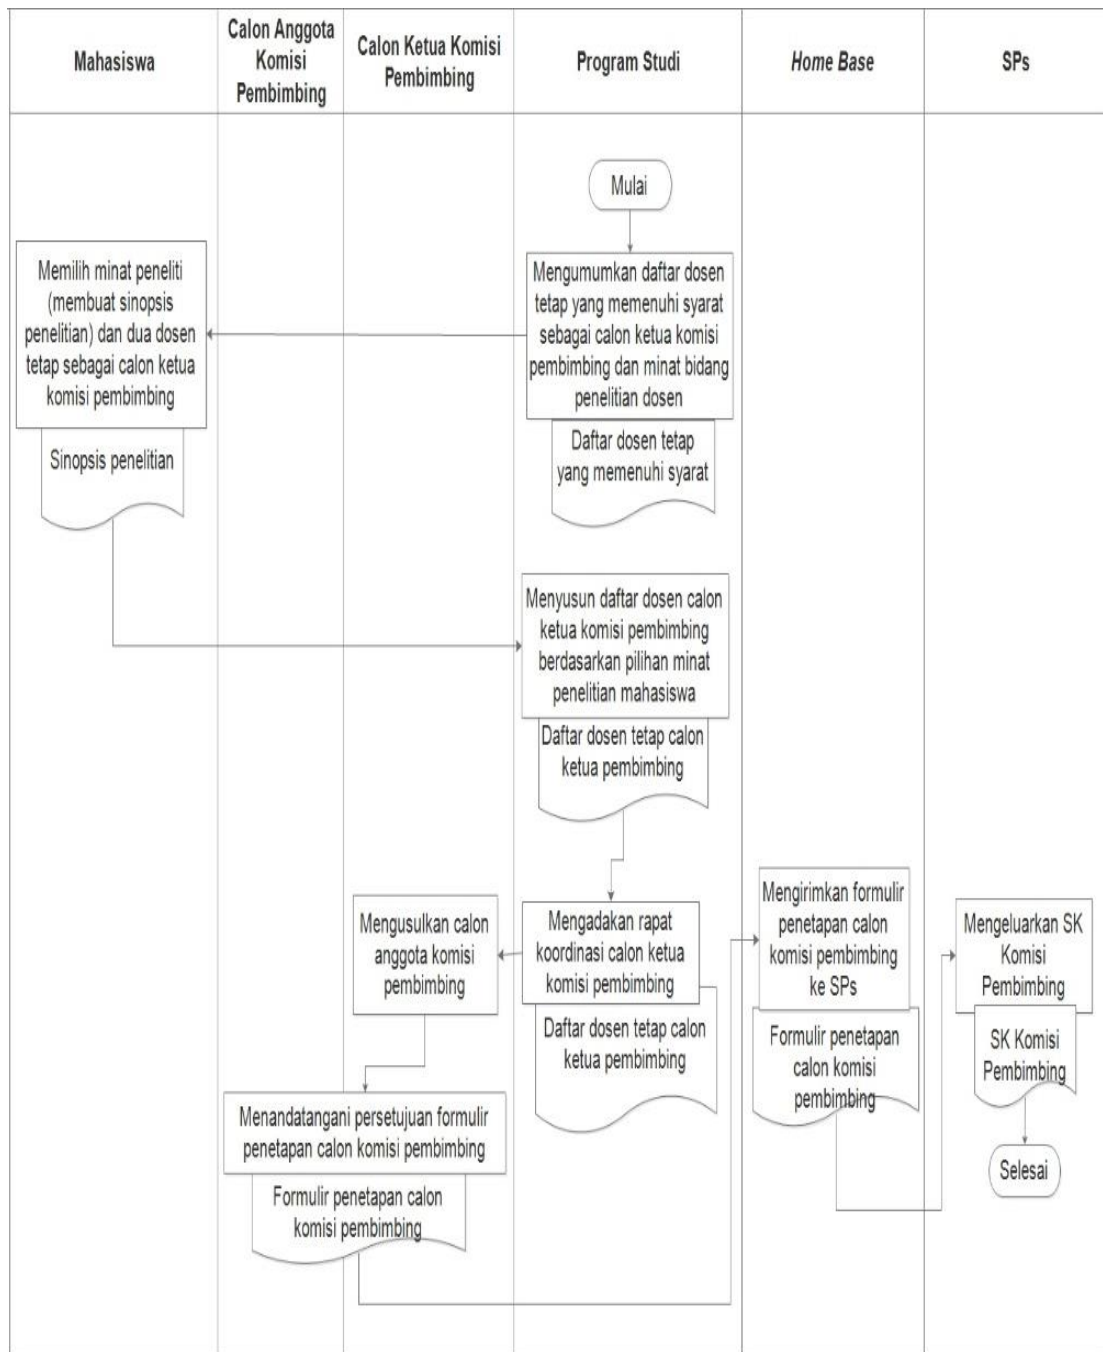 Mahasiswa
Calon Anggota
Komisi
Pembimbing
Calon Ketua Komisi
Pembimbing
Program Studi
Home Base
SPs
Mulai
Mengumumkan daftar dosen
tetap yang memenuhi syarat
sebagai calon ketua komisi
pembimbing dan minat bidang
penelitian dosen
Daftar dosen tetap
yang memenuhi syarat
Memilih minat peneliti
(membuat sinopsis
penelitian) dan dua dosen
tetap sebagai calon ketua
komisi pembimbing
Sinopsis penelitian
Menyusun daftar dosen calon
ketua komisi pembimbing
berdasarkan pilihan minat
penelitian mahasiswa
Daftar dosen tetap calon
ketua pembimbing
Mengadakan rapat
koordinasi calon ketua
komisi pembimbing
Daftar dosen tetap calon
ketua pembimbing
Mengusulkan calon
anggota komisi
pembimbing
Menandatangani persetujuan formulir
penetapan calon komisi pembimbing
Formulir penetapan calon
komisi pembimbing
Mengirimkan formulir
penetapan calon
komisi pembimbing
ke SPs
Formulir penetapan
calon komisi
pembimbing
Mengeluarkan SK
Komisi
Pembimbing
SK Komisi
Pembimbing
Selesai